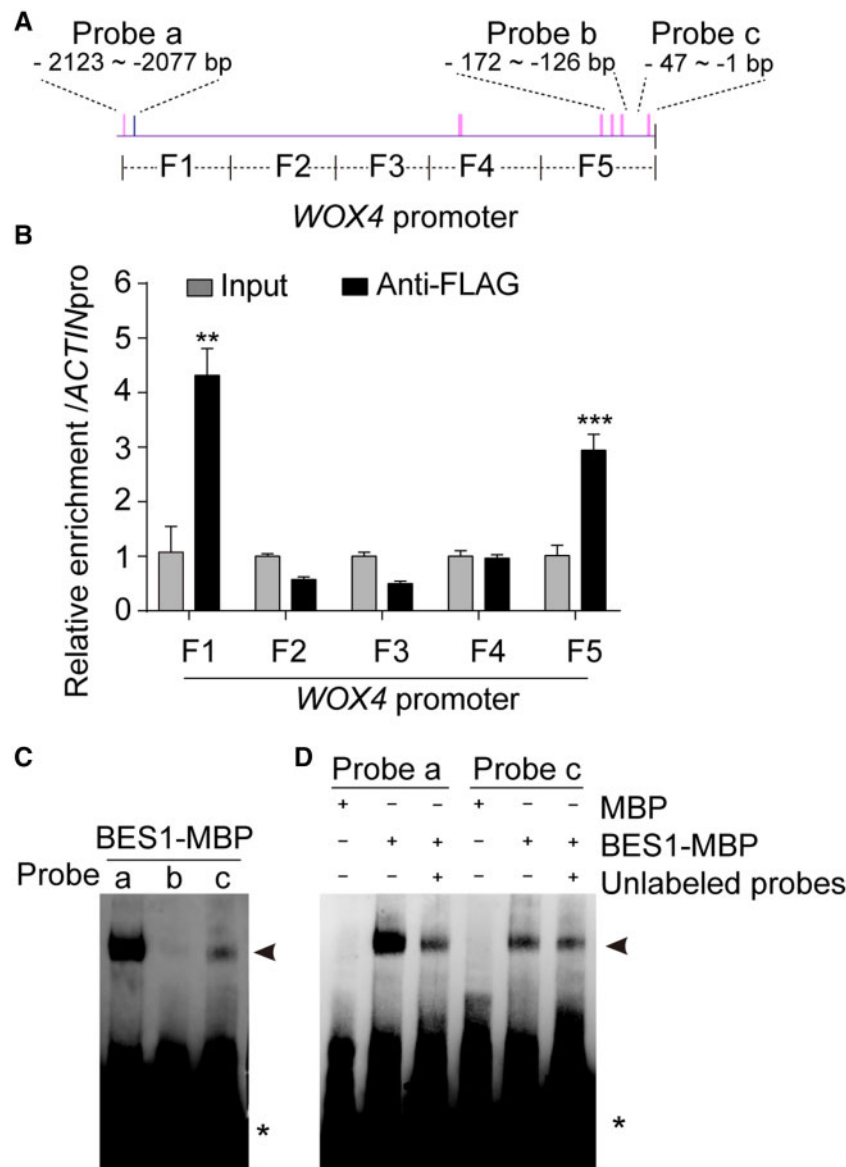 A
Probe a
- 2123 ~ -2077 bp
Probe b
- 172 ~ -126 bp
Probe c
- 47 ~ -1 bp
F1 F2 F3 F4 F5
WOX4 promoter
B
Relative enrichment /ACTINpro
Input Anti-FLAG
6
5
4
3
2
1
0
** ***
F1 F2 F3 F4 F5
WOX4 promoter
C
BES1-MBP
Probe a b c
*
D
Probe a Probe c
+ - - + - - MBP
- + + - + + BES1-MBP
- - + - - + Unlabeled probes
*